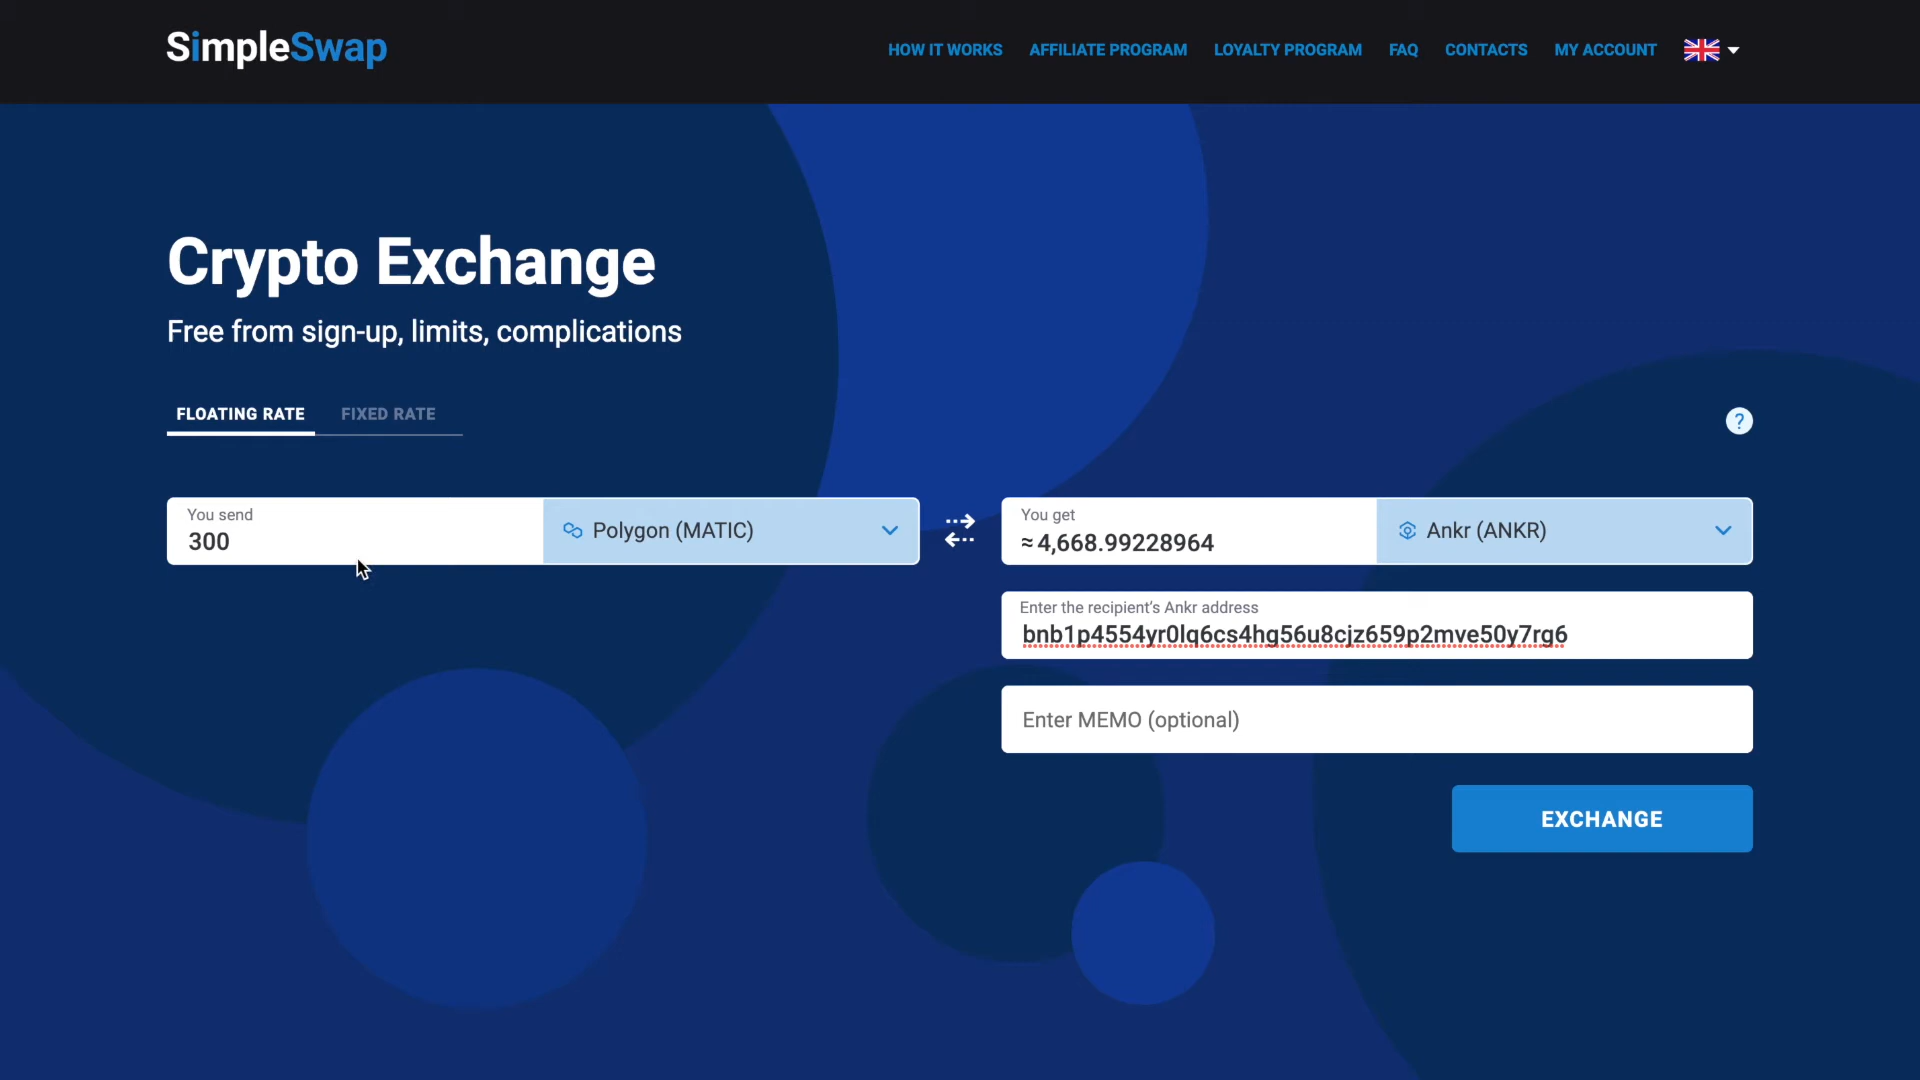 SimpleSwap
HOW IT WORKS AFFILIATE PROGRAM LOYALTY PROGRAM FAQ CONTACTS MY ACCOUNT
Crypto Exchange
Free from sign-up, limits, complications
FLOATING RATE FIXED RATE
?
You send
300
Polygon (MATIC)
You get
≈ 4,668.99228964
Ankr (ANKR)
Enter the recipient's Ankr address
bnb1p4554yr0lq6cs4hg56u8cjz659p2mve50y7rg6
Enter MEMO (optional)
EXCHANGE